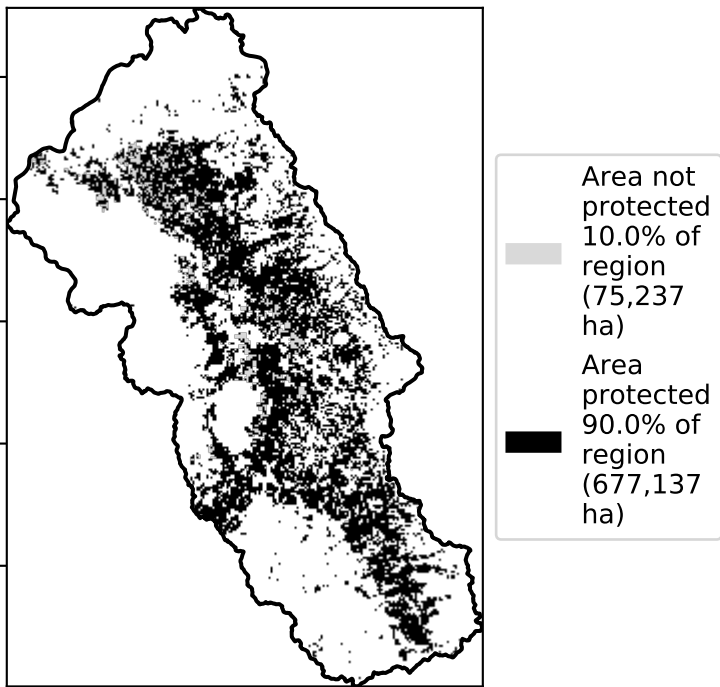 Area not
protected
10.0% of
region
(75,237
ha)
Area
protected
90.0% of
region
(677,137
ha)